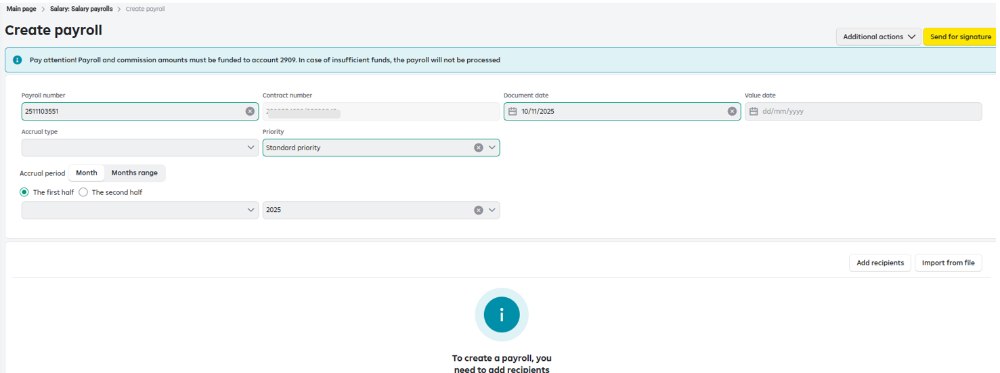 Main page > Salary: Salary payrolls > Create payroll
Create payroll
Additional actions
Send for signature
Pay attention! Payroll and commission amounts must be funded to account 2909. In case of insufficient funds, the payroll will not be processed
Payroll number
Contract number
Document date
Value date
2511103551
10/11/2025
dd/mm/yyyy
Accrual type
Priority
Standard priority
Accrual period
Month
Months range
The first half
The second half
2025
Add recipients
Import from file
To create a payroll, you
need to add recipients